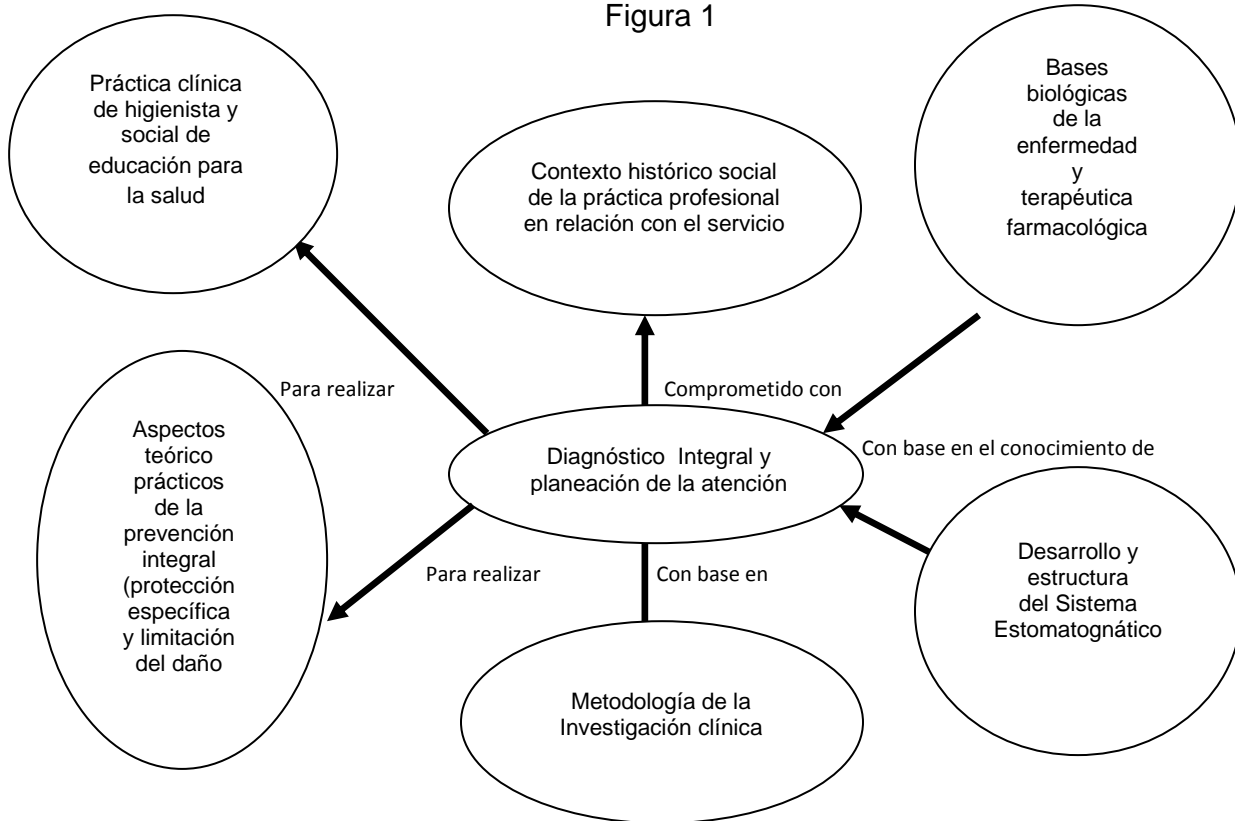 Figura 1
Práctica clínica
de higienista y
social de
educación para
la salud
Contexto histórico social
de la práctica profesional
en relación con el servicio
Bases
biológicas
de la
enfermedad
y
terapéutica
farmacológica
Para realizar
Comprometido con
Aspectos
teórico
prácticos
de la
prevención
integral
(protección
específica
y limitación
del daño
Diagnóstico Integral y
planeación de la atención
Con base en el conocimiento de
Para realizar
Con base en
Desarrollo y
estructura
del Sistema
Estomatognático
Metodología de la
Investigación clínica